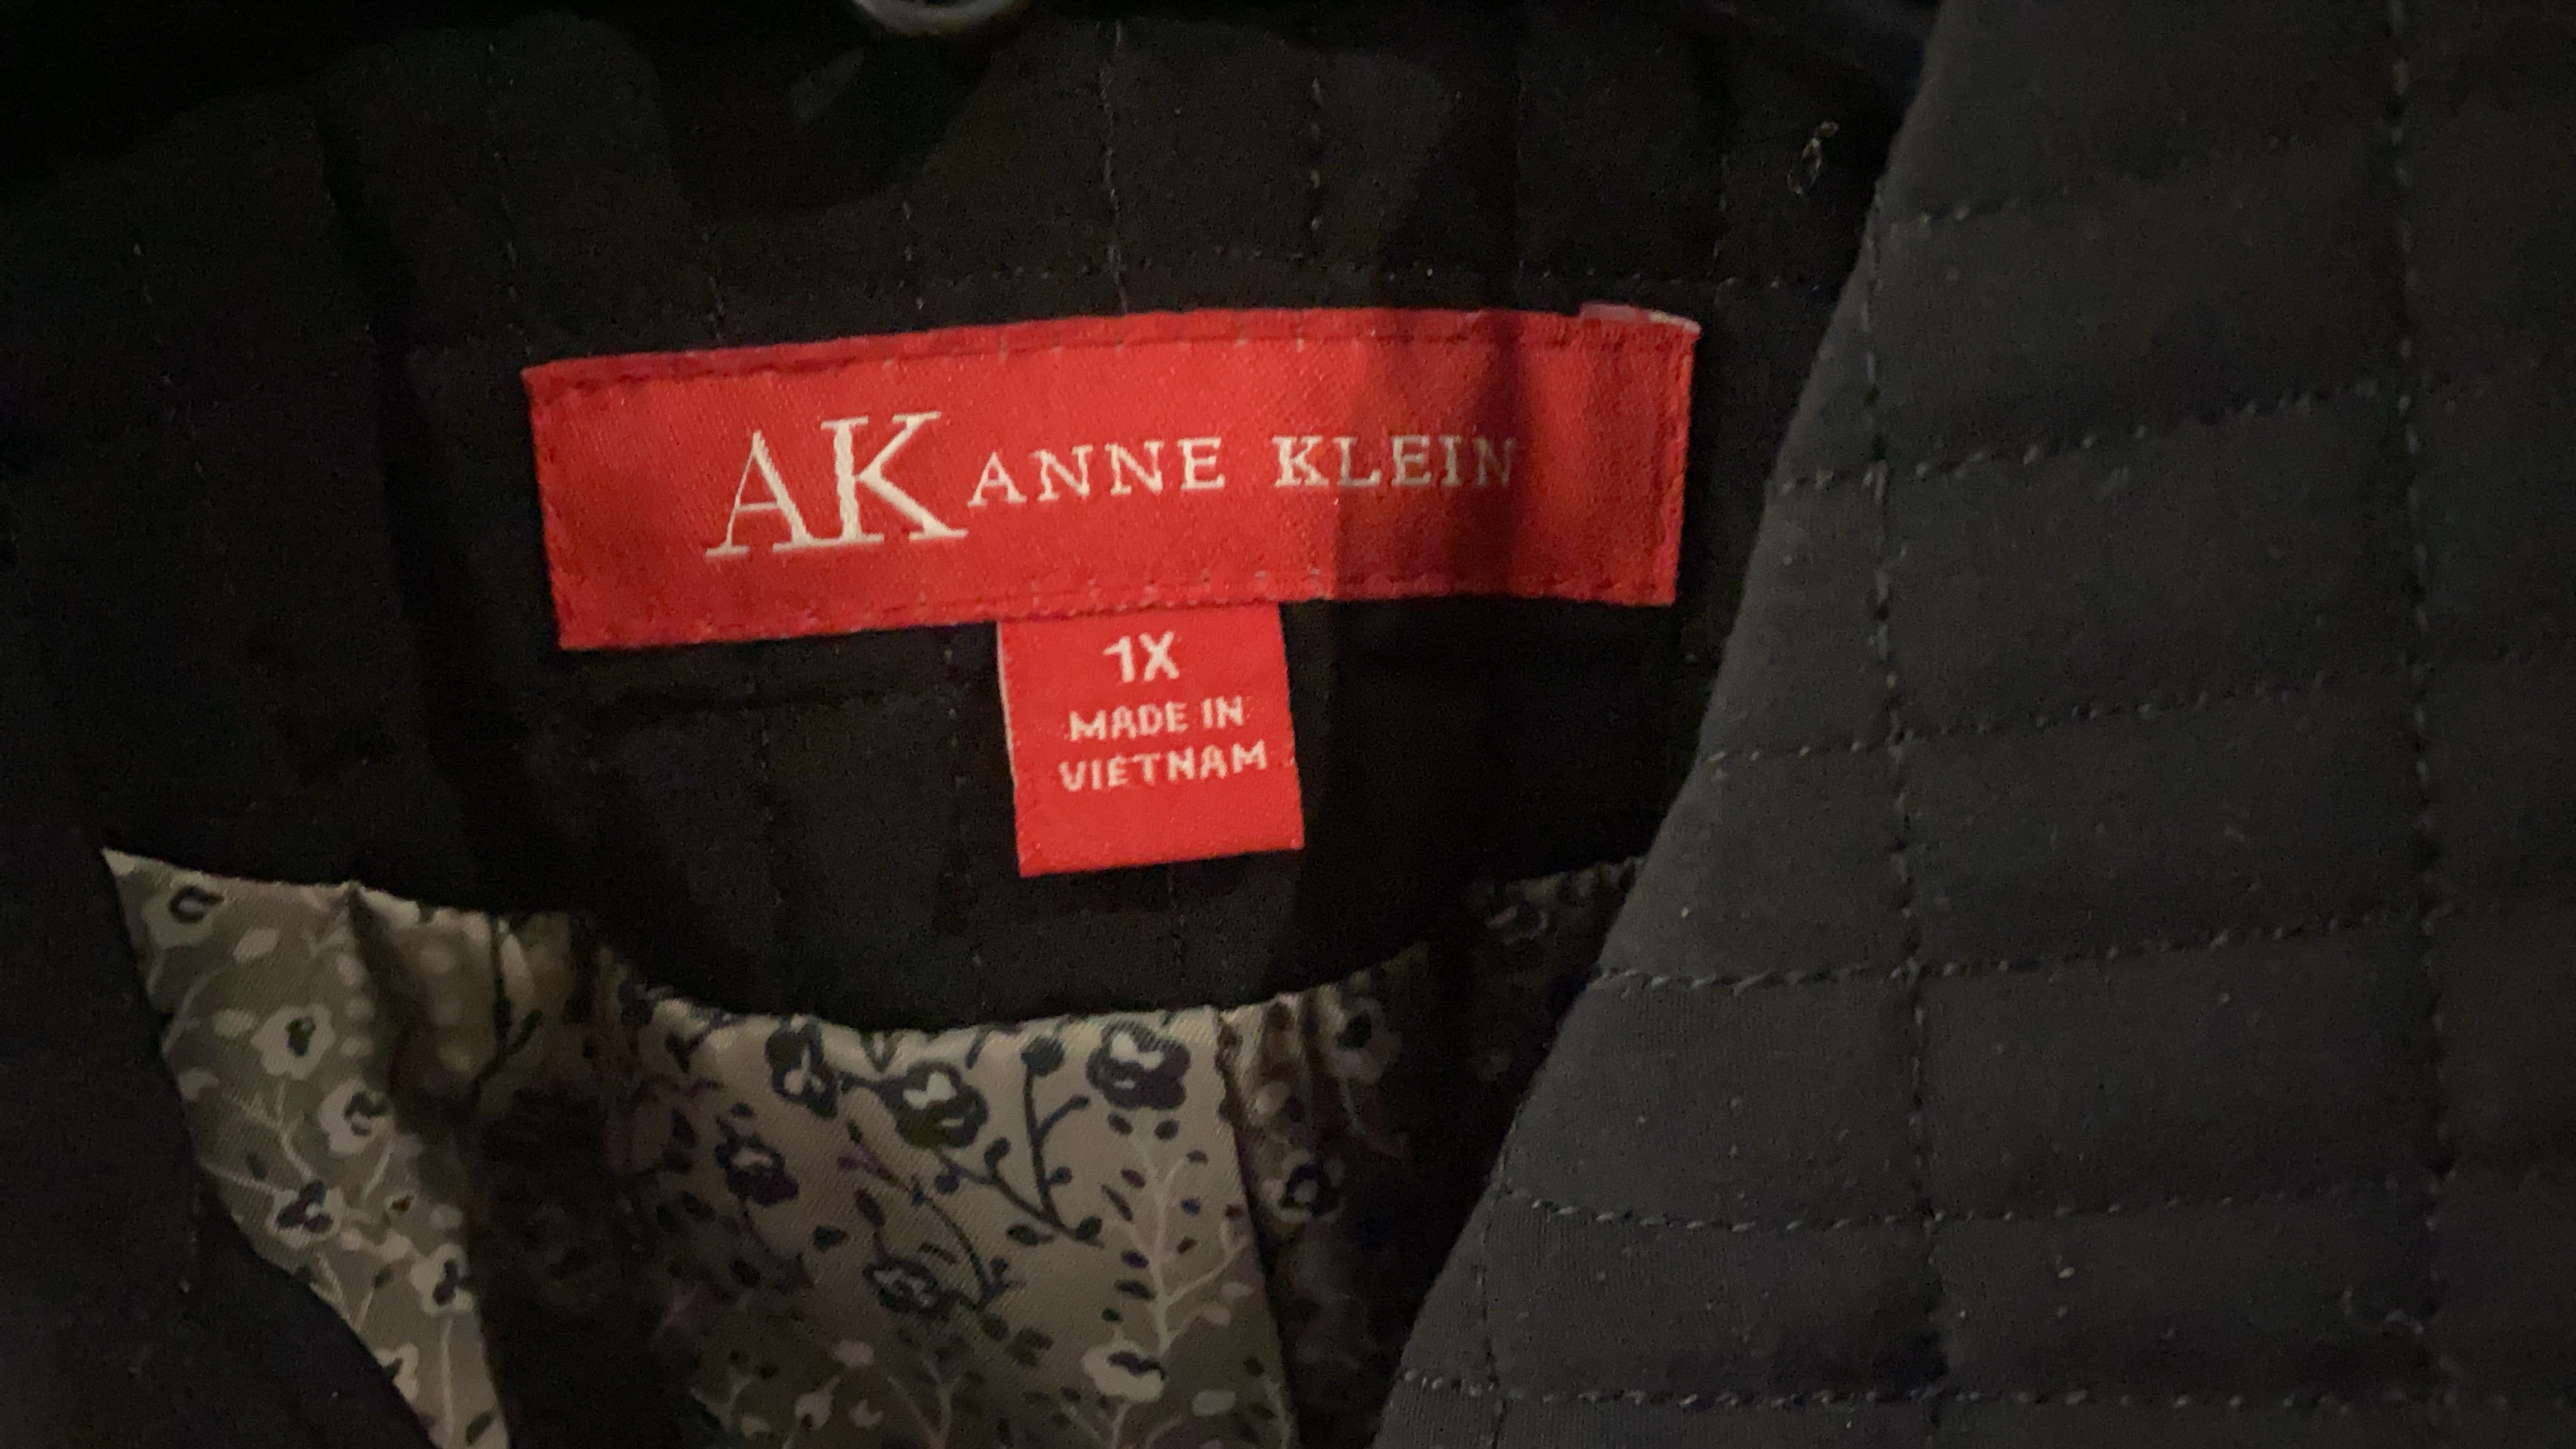 AK ANNE KLEIN
1X
MADE IN
VIETNAM